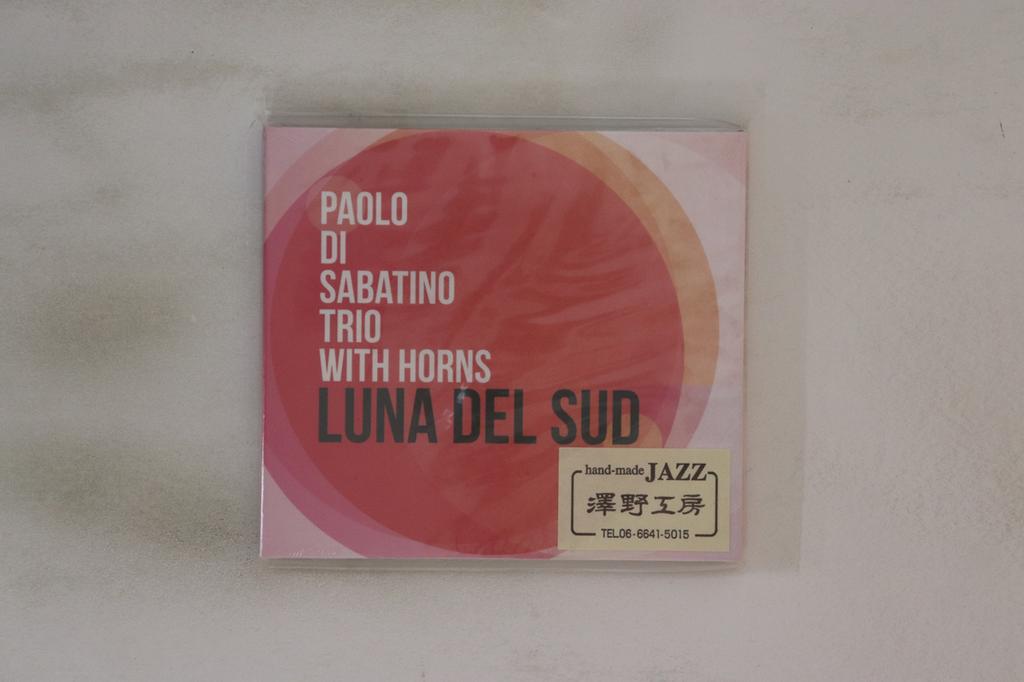 PAOLO
DI
SABATINO
TRIO
WITH HORNS
LUNA DEL SUD
hand-made JAZZ
澤野工房
TEL.06-6641-5015